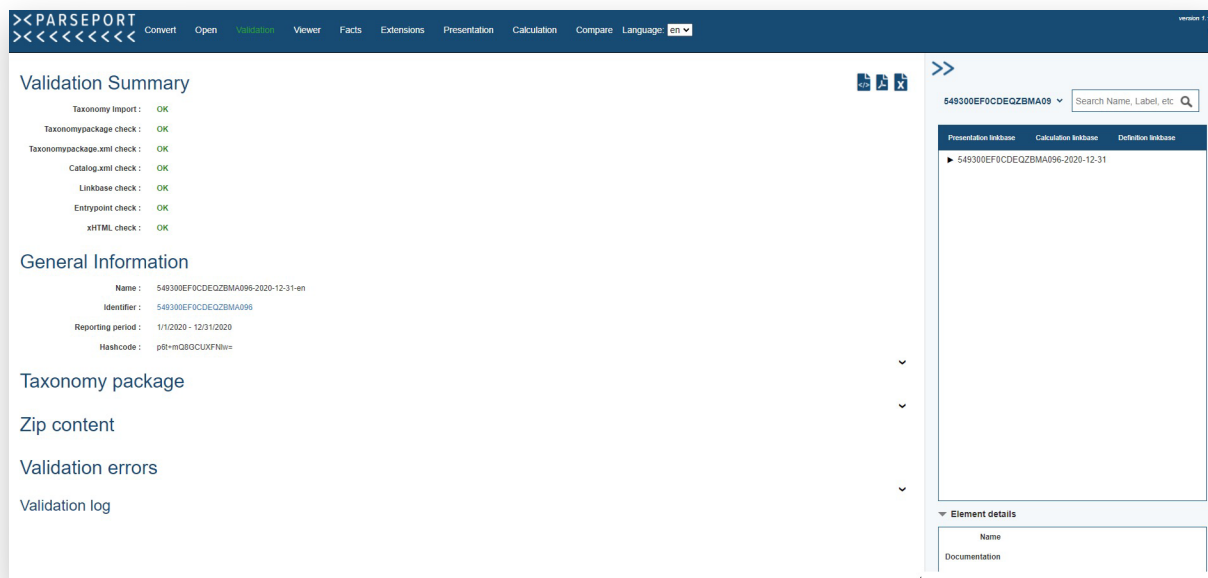 ><PARSEPORT
Convert Open Validation Viewer Facts Extensions Presentation Calculation Compare Language: en
Validation Summary
Taxonomy Import : OK
Taxonomypackage check : OK
Taxonomypackage.xml check : OK
Catalog.xml check : OK
Linkbase check : OK
Entrypoint check : OK
xHTML check : OK
General Information
Name : 549300EF0CDEQZBMA096-2020-12-31-en
Identifier : 549300EF0CDEQZBMA096
Reporting period : 1/1/2020 - 12/31/2020
Hashcode : p6t+mQ8GCUXFNIw=
Taxonomy package
Zip content
Validation errors
Validation log
version 1.
>>
549300EF0CDEQZBMA09 Search Name, Label, etc
Presentation linkbase Calculation linkbase Definition linkbase
549300EF0CDEQZBMA096-2020-12-31
Element details
Name
Documentation